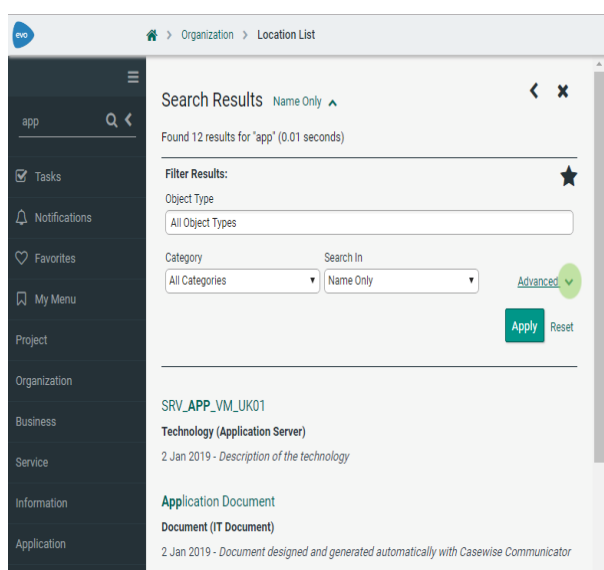 evo
Organization > Location List
app
Tasks
Notifications
Favorites
My Menu
Project
Organization
Business
Service
Information
Application
Search Results Name Only
Found 12 results for "app" (0.01 seconds)
Filter Results:
Object Type
All Object Types
Category Search In
All Categories Name Only Advanced
Apply Reset
SRV_APP_VM_UK01
Technology (Application Server)
2 Jan 2019 - Description of the technology
Application Document
Document (IT Document)
2 Jan 2019 - Document designed and generated automatically with Casewise Communicator